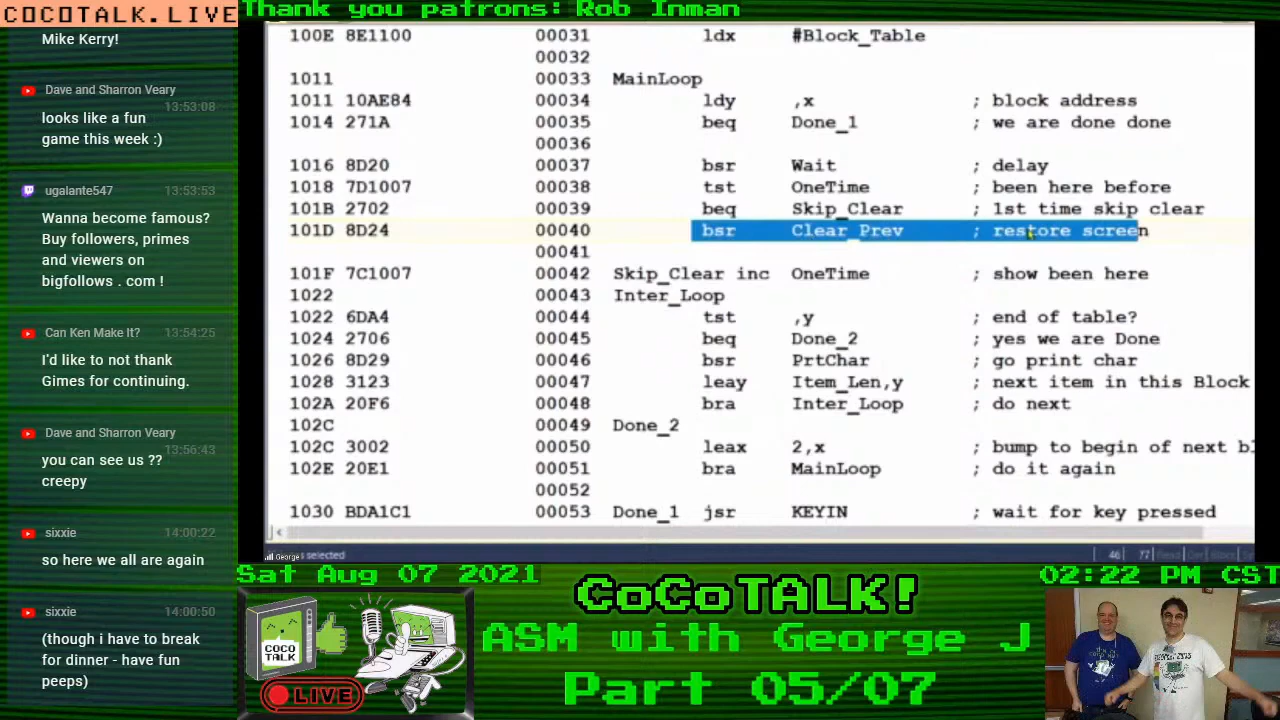 COCOTALK.LIVE
Thank you patrons: Rob Inman
Mike Kerry!
Dave and Sharron Veary
13:53:08
looks like a fun
game this week :)
ugalante547 13:53:53
Wanna become famous?
Buy followers, primes
and viewers on
bigfollows . com !
Can Ken Make It? 13:54:25
I'd like to not thank
Gimes for continuing.
Dave and Sharron Veary
13:56:43
you can see us ??
creepy
sixxie 14:00:22
so here we all are again
sixxie 14:00:50
(though i have to break
for dinner - have fun
peeps)
100E 8E1100 00031 ldx #Block_Table
00032
1011 00033 MainLoop
1011 10AE84 00034 ldy ,x ; block address
1014 271A 00035 beq Done_1 ; we are done done
00036
1016 8D20 00037 bsr Wait ; delay
1018 7D1007 00038 tst OneTime ; been here before
101B 2702 00039 beq Skip_Clear ; 1st time skip clear
101D 8D24 00040 bsr Clear_Prev ; restore screen
00041
101F 7C1007 00042 Skip_Clear inc OneTime ; show been here
1022 00043 Inter_Loop
1022 6DA4 00044 tst ,y ; end of table?
1024 2706 00045 beq Done_2 ; yes we are Done
1026 8D29 00046 bsr PrtChar ; go print char
1028 3123 00047 leay Item_Len,y ; next item in this Block
102A 20F6 00048 bra Inter_Loop ; do next
102C 00049 Done_2
102C 3002 00050 leax 2,x ; bump to begin of next bl
102E 20E1 00051 bra MainLoop ; do it again
00052
1030 BDA1C1 00053 Done_1 jsr KEYIN ; wait for key pressed
George selected 46 77
Sat Aug 07 2021
CoCoTALK!
02:22 PM CST
COCO
TALK
LIVE
ASM with George J
Part 05/07